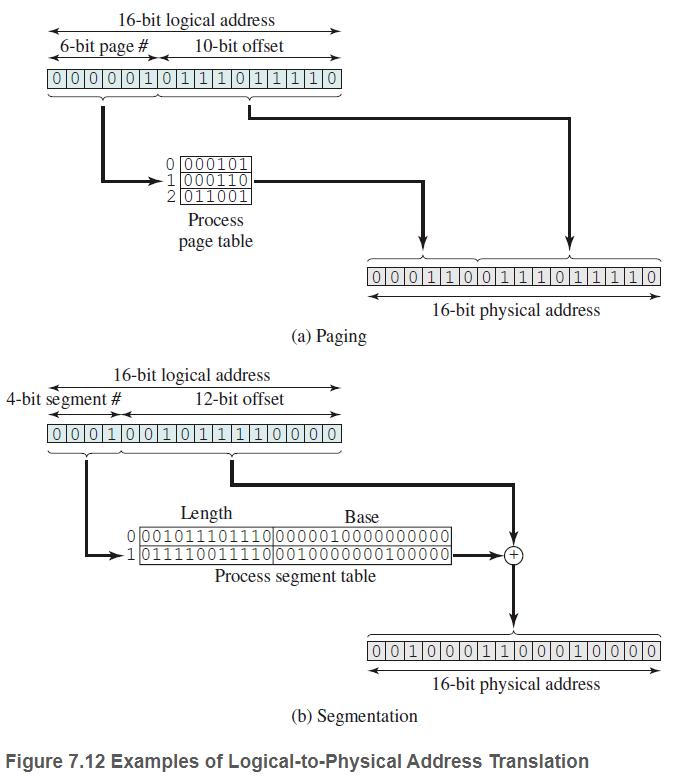 16-bit logical address
6-bit page # 10-bit offset
0 0 0 0 0 1 0 1 1 1 0 1 1 1 1 0
0 000101
1 000110
2 011001
Process
page table
0 0 0 1 1 0 0 1 1 1 0 1 1 1 1 0
16-bit physical address
(a) Paging
16-bit logical address
4-bit segment # 12-bit offset
0 0 0 1 0 0 1 0 1 1 1 1 0 0 0 0
Length Base
0 001011101110 0000010000000000
1 011110011110 0010000000100000
Process segment table
+
0 0 1 0 0 0 1 1 0 0 0 1 0 0 0 0
16-bit physical address
(b) Segmentation
Figure 7.12 Examples of Logical-to-Physical Address Translation